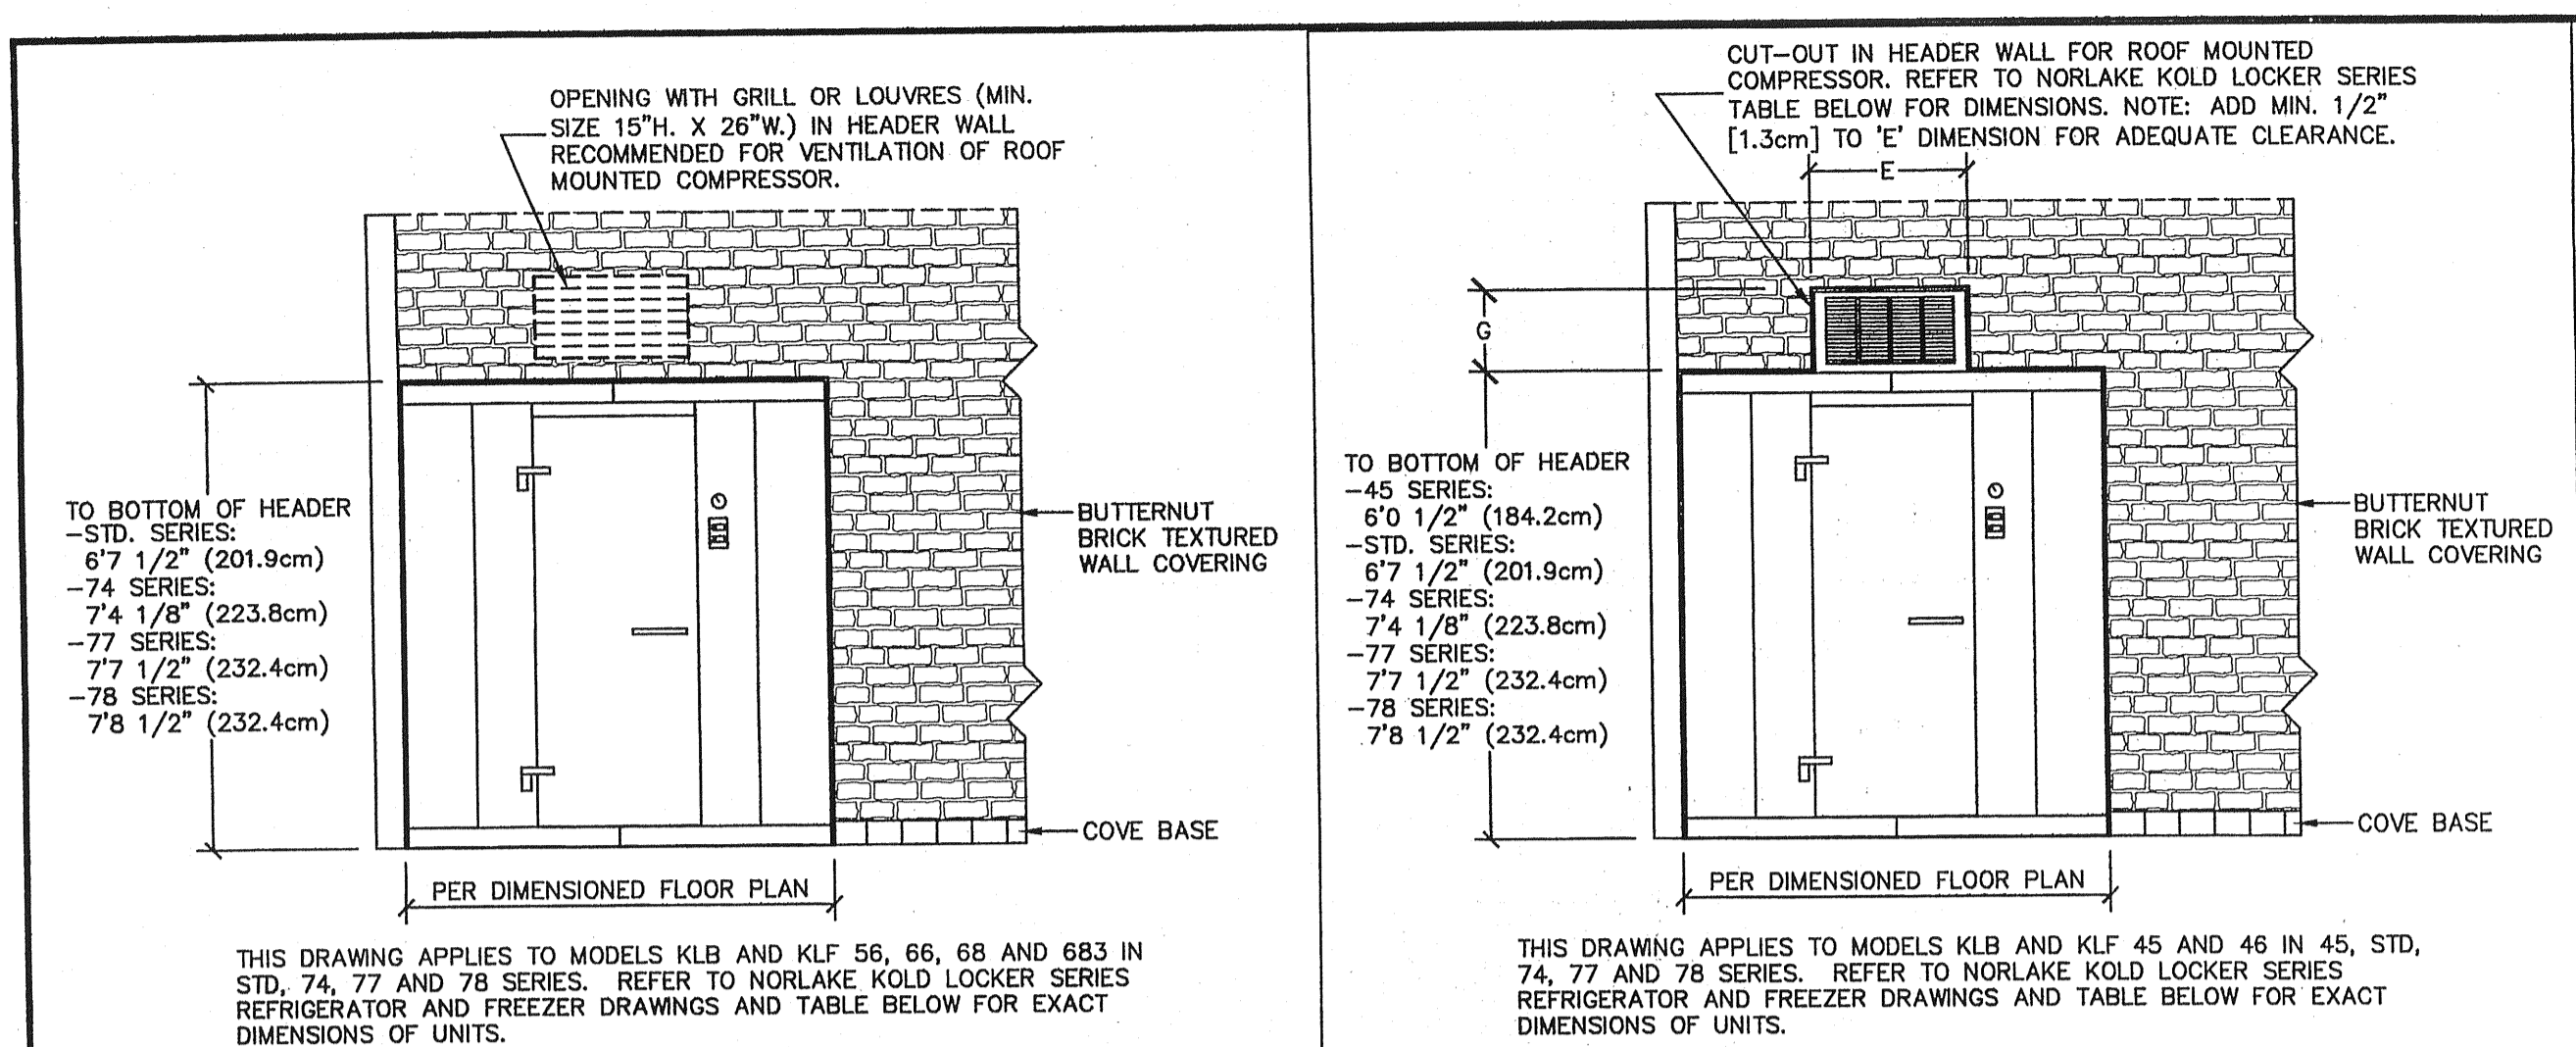 OPENING WITH GRILL OR LOUVRES (MIN.
SIZE 15"H. X 26"W.) IN HEADER WALL
RECOMMENDED FOR VENTILATION OF ROOF
MOUNTED COMPRESSOR.
TO BOTTOM OF HEADER
-STD. SERIES:
6'7 1/2" (201.9cm)
-74 SERIES:
7'4 1/8" (223.8cm)
-77 SERIES:
7'7 1/2" (232.4cm)
-78 SERIES:
7'8 1/2" (232.4cm)
BUTTERNUT
BRICK TEXTURED
WALL COVERING
COVE BASE
PER DIMENSIONED FLOOR PLAN
THIS DRAWING APPLIES TO MODELS KLB AND KLF 56, 66, 68 AND 683 IN
STD, 74, 77 AND 78 SERIES. REFER TO NORLAKE KOLD LOCKER SERIES
REFRIGERATOR AND FREEZER DRAWINGS AND TABLE BELOW FOR EXACT
DIMENSIONS OF UNITS.
CUT-OUT IN HEADER WALL FOR ROOF MOUNTED
COMPRESSOR. REFER TO NORLAKE KOLD LOCKER SERIES
TABLE BELOW FOR DIMENSIONS. NOTE: ADD MIN. 1/2"
[1.3cm] TO 'E' DIMENSION FOR ADEQUATE CLEARANCE.
E
G
TO BOTTOM OF HEADER
-45 SERIES:
6'0 1/2" (184.2cm)
-STD. SERIES:
6'7 1/2" (201.9cm)
-74 SERIES:
7'4 1/8" (223.8cm)
-77 SERIES:
7'7 1/2" (232.4cm)
-78 SERIES:
7'8 1/2" (232.4cm)
BUTTERNUT
BRICK TEXTURED
WALL COVERING
COVE BASE
PER DIMENSIONED FLOOR PLAN
THIS DRAWING APPLIES TO MODELS KLB AND KLF 45 AND 46 IN 45, STD,
74, 77 AND 78 SERIES. REFER TO NORLAKE KOLD LOCKER SERIES
REFRIGERATOR AND FREEZER DRAWINGS AND TABLE BELOW FOR EXACT
DIMENSIONS OF UNITS.